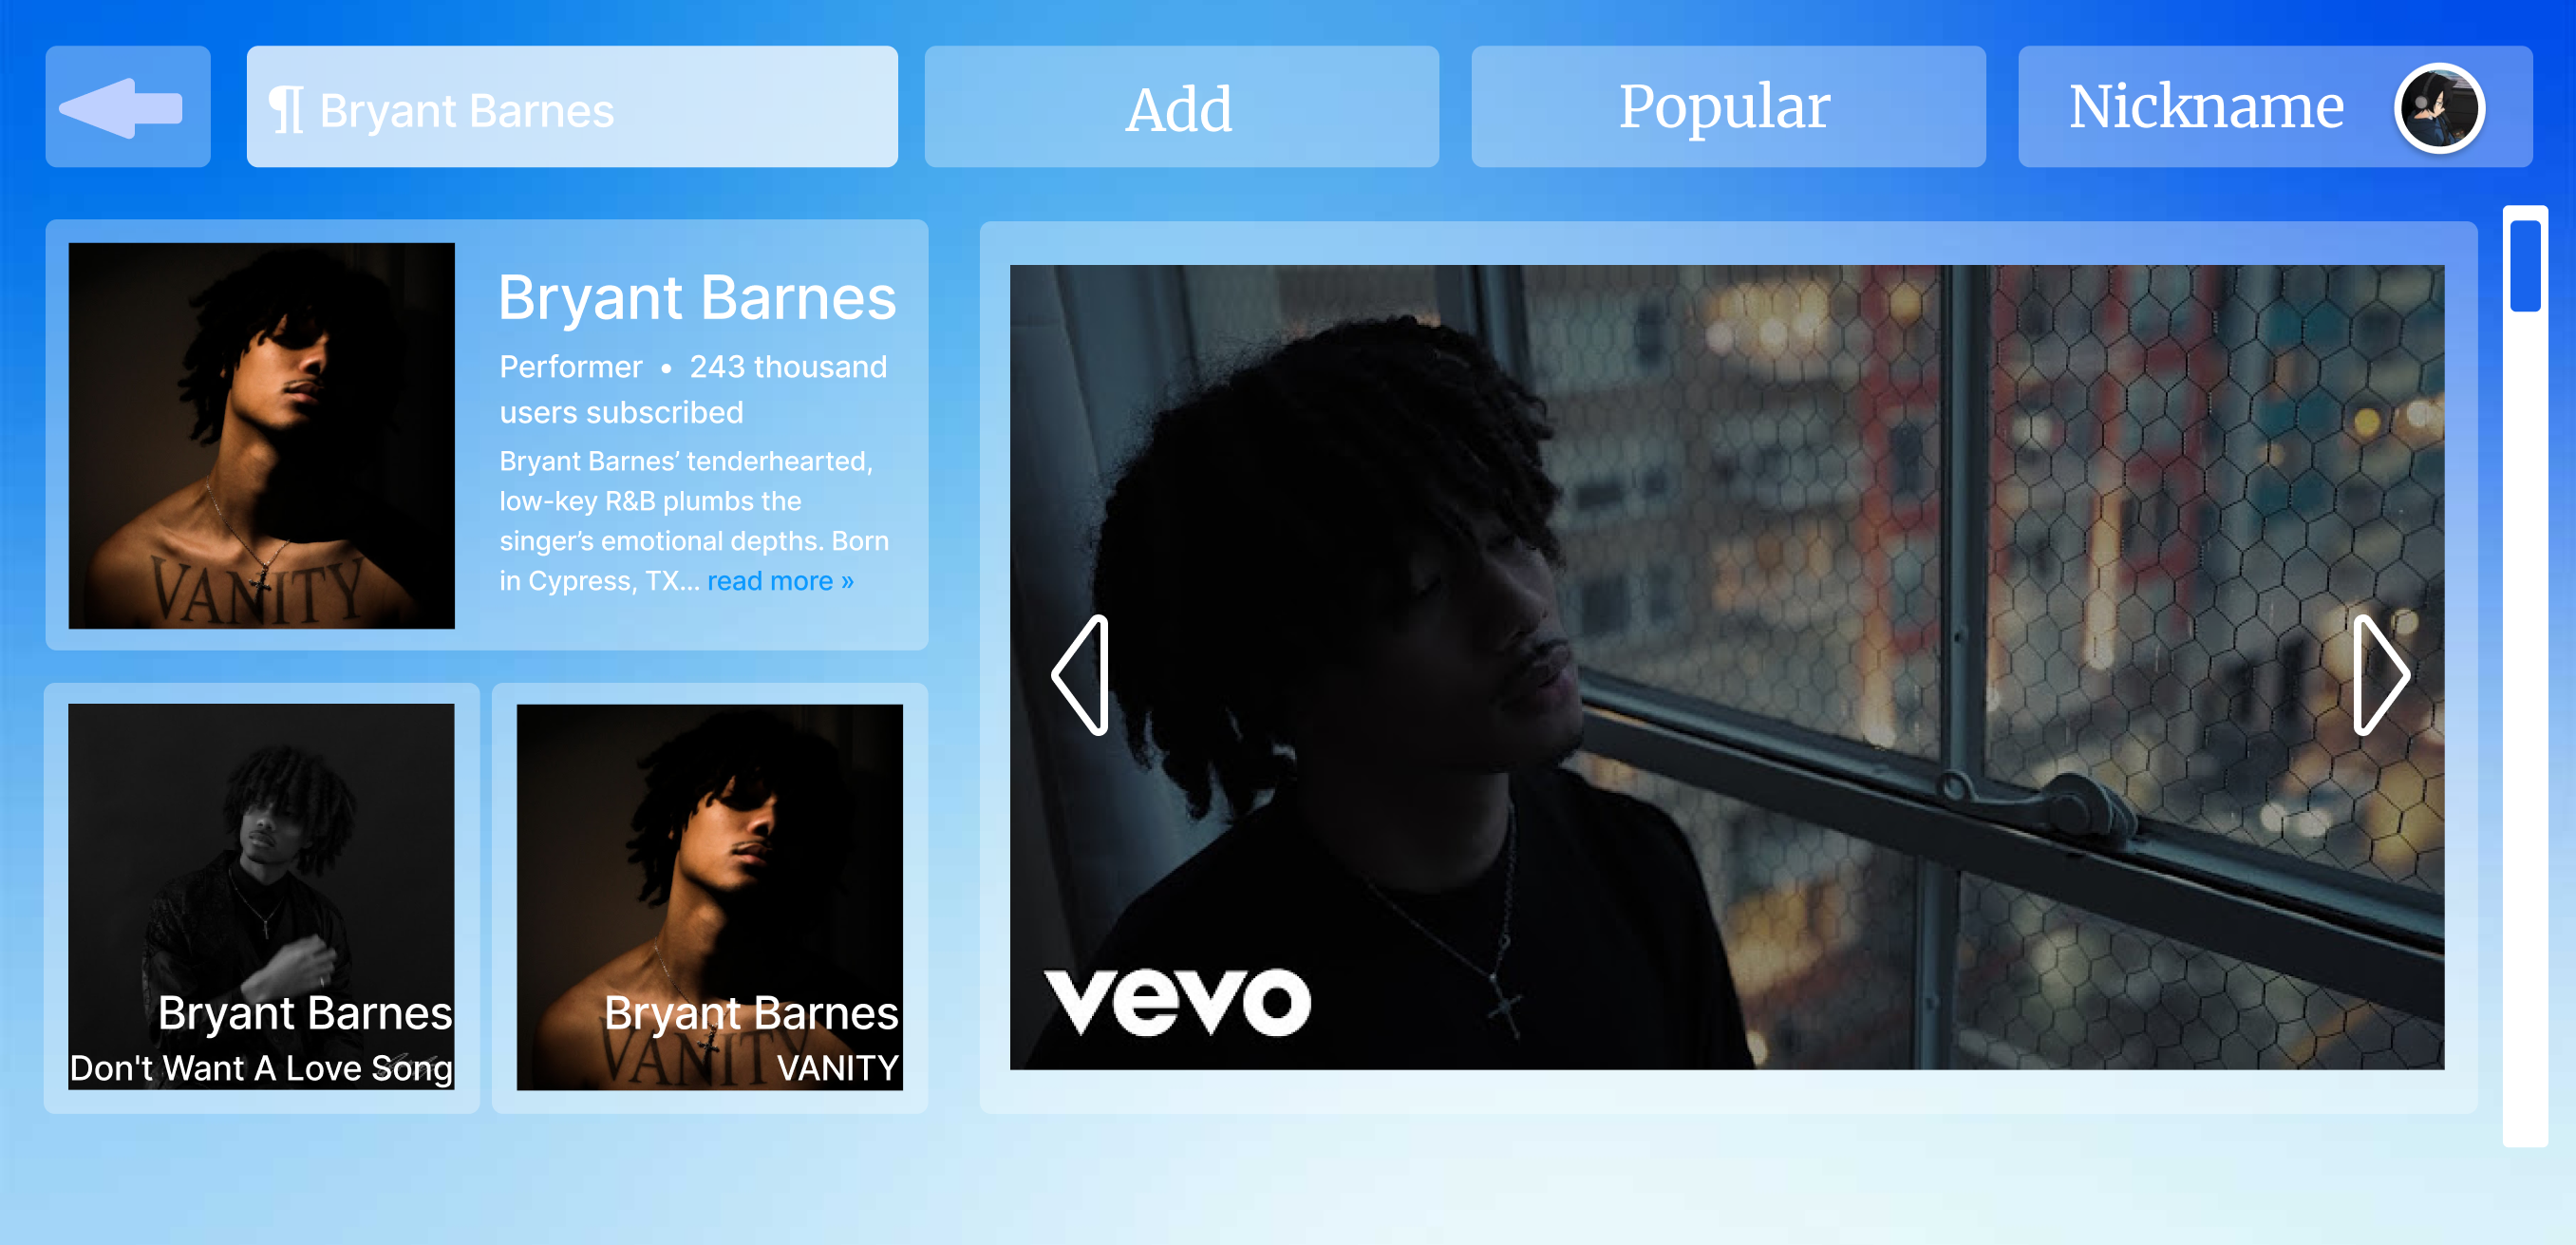 ¶ Bryant Barnes
Add
Popular
Nickname
Bryant Barnes
Performer • 243 thousand
users subscribed
Bryant Barnes’ tenderhearted,
low-key R&B plumbs the
singer’s emotional depths. Born
in Cypress, TX... read more »
VANITY
Bryant Barnes
Don't Want A Love Song
Bryant Barnes
VANITY
VANITY
vevo